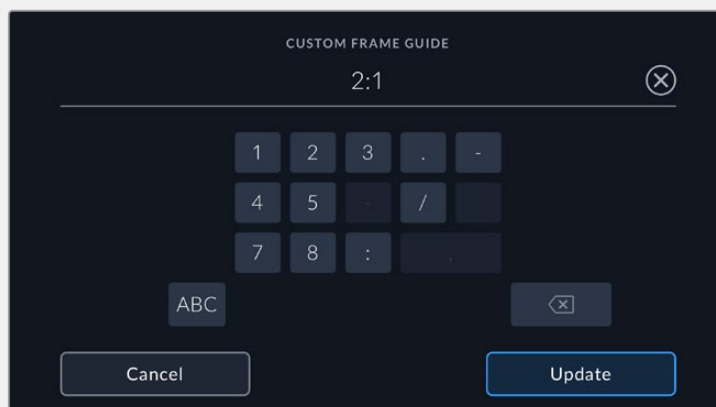 CUSTOM FRAME GUIDE
2:1
1 2 3 . -
4 5 - /
7 8 : ,
ABC
Cancel Update